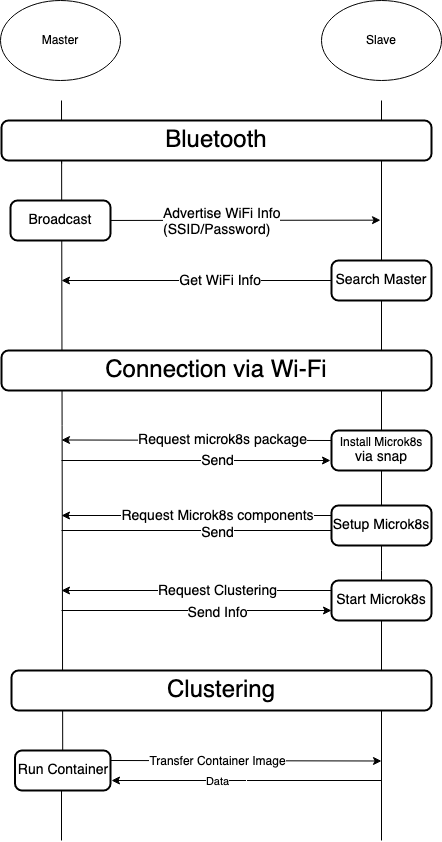 Master
Slave
Bluetooth
Broadcast
Advertise WiFi Info
(SSID/Password)
Get WiFi Info
Search Master
Connection via Wi-Fi
Request microk8s package
Install Microk8s
via snap
Send
Request Microk8s components
Setup Microk8s
Send
Request Clustering
Start Microk8s
Send Info
Clustering
Run Container
Transfer Container Image
Data